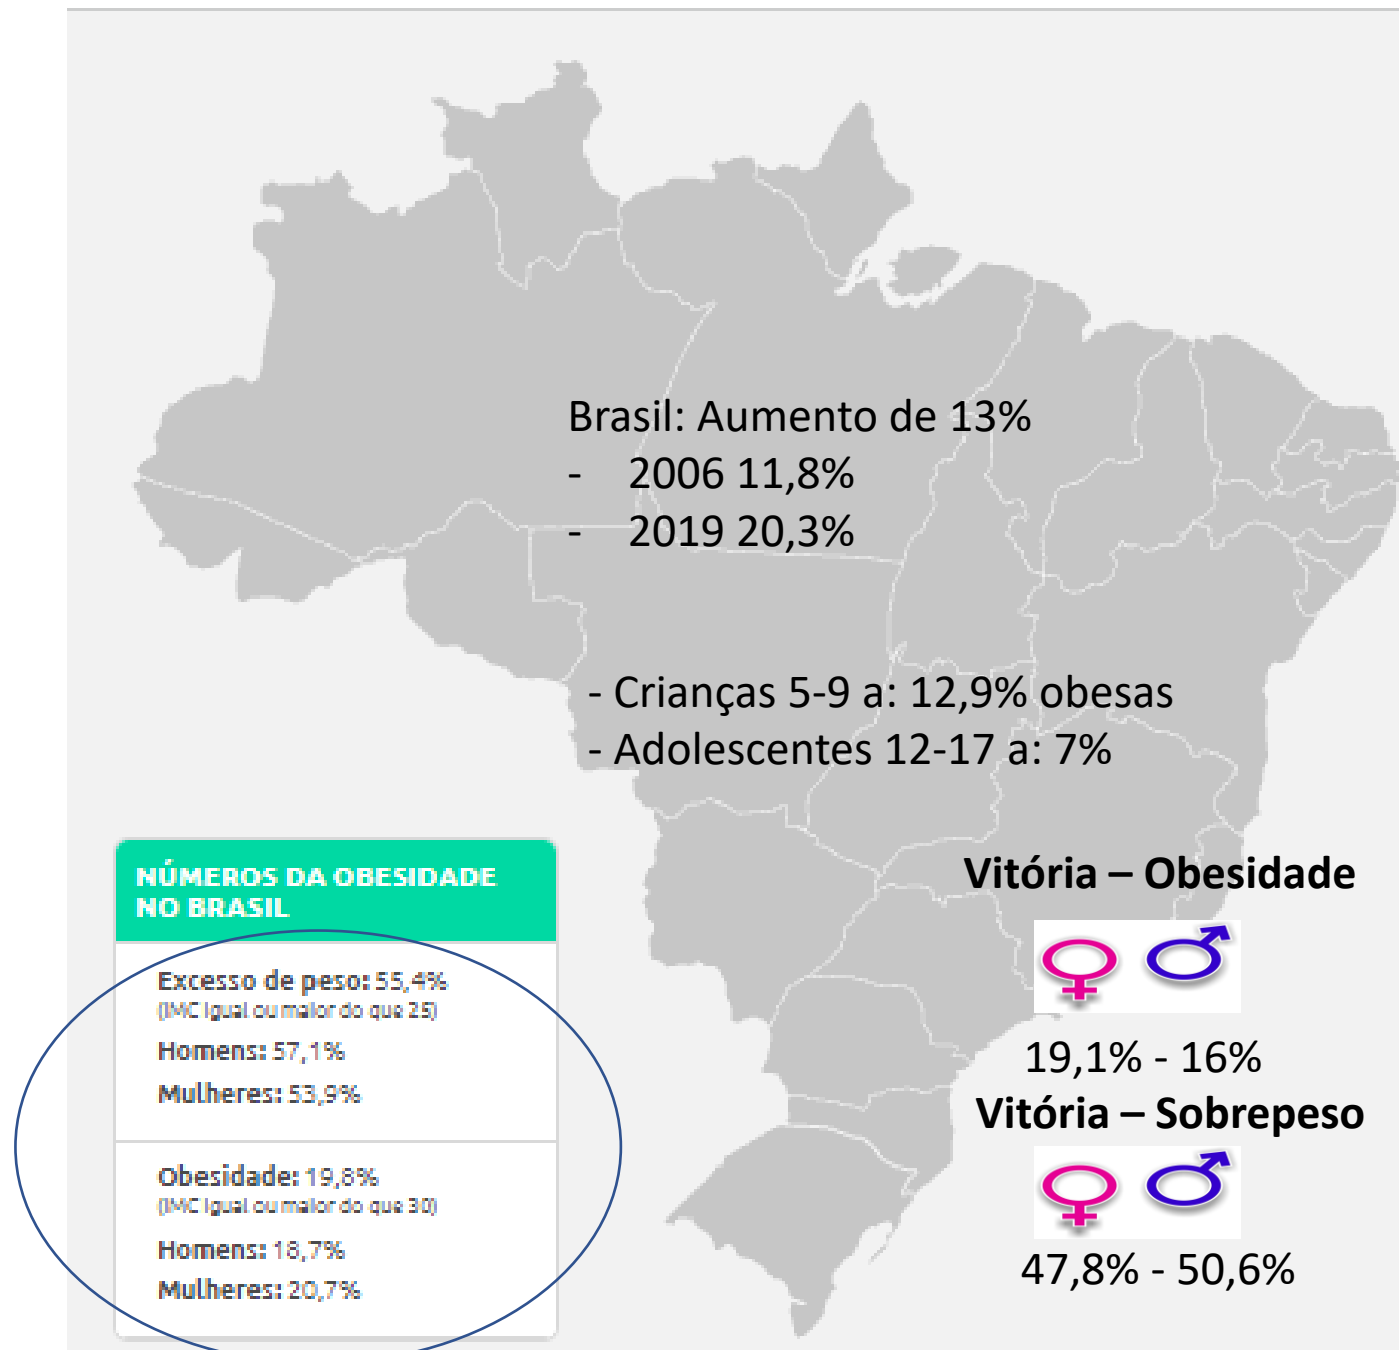 Brasil: Aumento de 13%
- 2006 11,8%
- 2019 20,3%
- Crianças 5-9 a: 12,9% obesas
- Adolescentes 12-17 a: 7%
NÚMEROS DA OBESIDADE
NO BRASIL
Excesso de peso: 55,4%
(IMC igual ou maior do que 25)
Homens: 57,1%
Mulheres: 53,9%
Obesidade: 19,8%
(IMC igual ou maior do que 30)
Homens: 18,7%
Mulheres: 20,7%
Vitória – Obesidade
19,1% - 16%
Vitória – Sobrepeso
47,8% - 50,6%